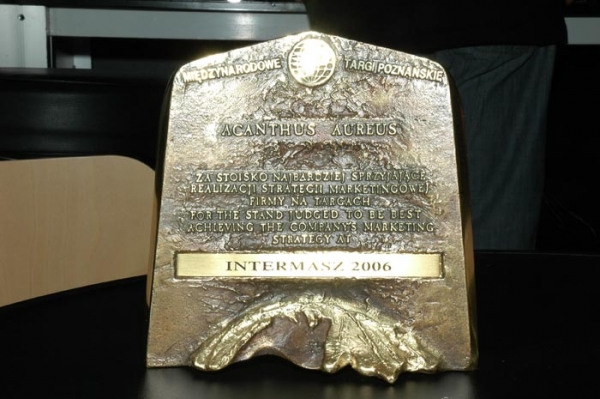 MIĘDZYNARODOWE TARGI POZNAŃSKIE
ACANTHUS AUREUS
ZA STOISKO NAJBARDZIEJ SPRZYJAJĄCE
REALIZACJI STRATEGII MARKETINGOWEJ
FIRMY NA TARGACH
FOR THE STAND JUDGED TO BE BEST
ACHIEVING THE COMPANY'S MARKETING
STRATEGY AT
INTERMASZ 2006